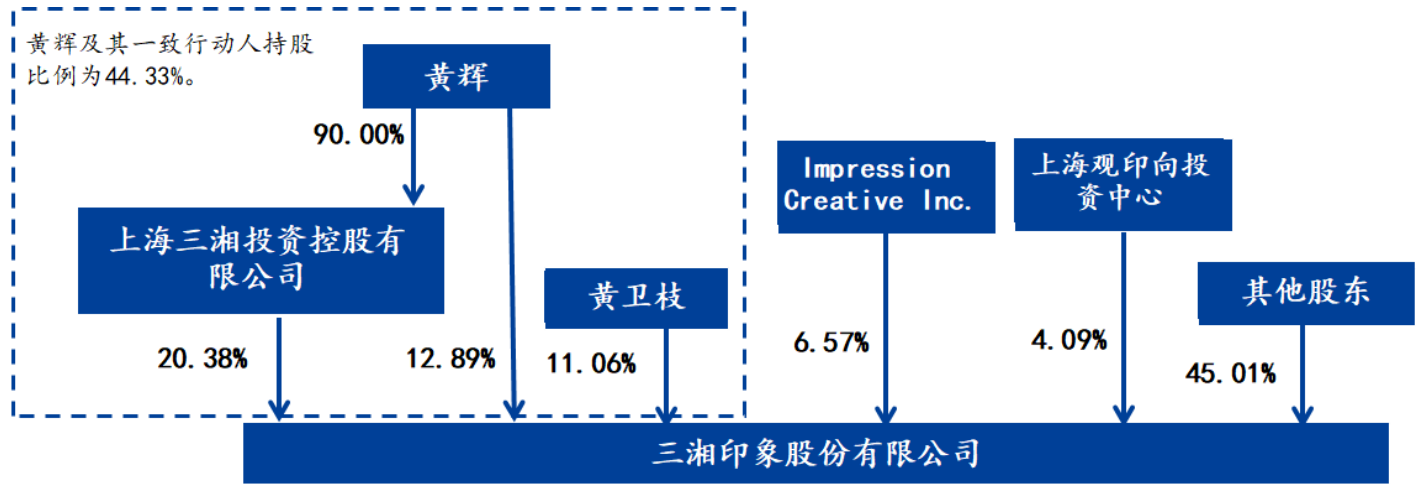 黄辉及其一致行动人持股
比例为44.33%。
黄辉
90.00%
Impression
Creative Inc.
上海观印向投
资中心
上海三湘投资控股有
限公司
黄卫枝
其他股东
20.38%
12.89%
11.06%
6.57%
4.09%
45.01%
三湘印象股份有限公司